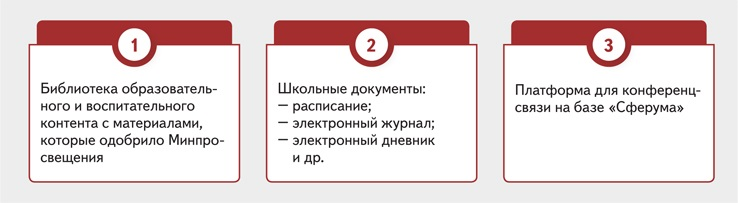 1
Библиотека образователь-
ного и воспитательного
контента с материалами,
которые одобрило Минпро-
свещения
2
Школьные документы:
— расписание;
— электронный журнал;
— электронный дневник
и др.
3
Платформа для конференц-
связи на базе «Сферума»